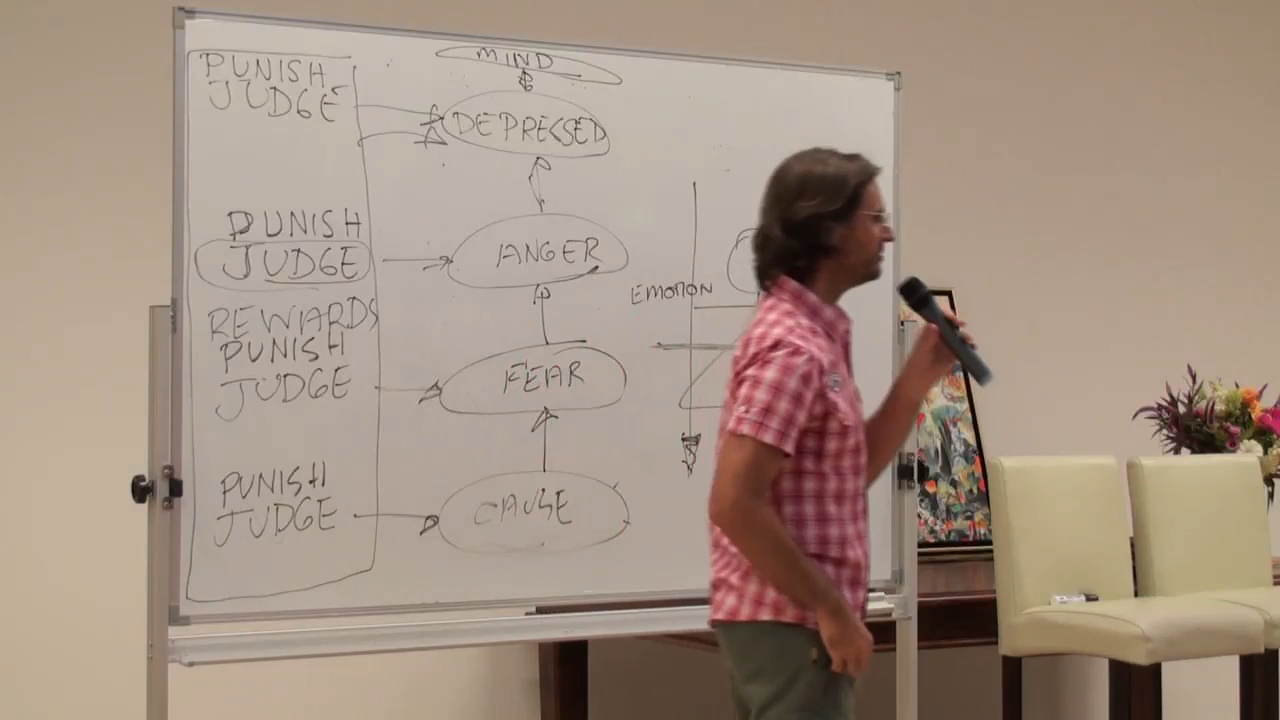 PUNISH
JUDGE
PUNISH
JUDGE
REWARDS
PUNISH
JUDGE
PUNISH
JUDGE
MIND
DEPRESSED
ANGER
FEAR
CAUSE
EMOTION